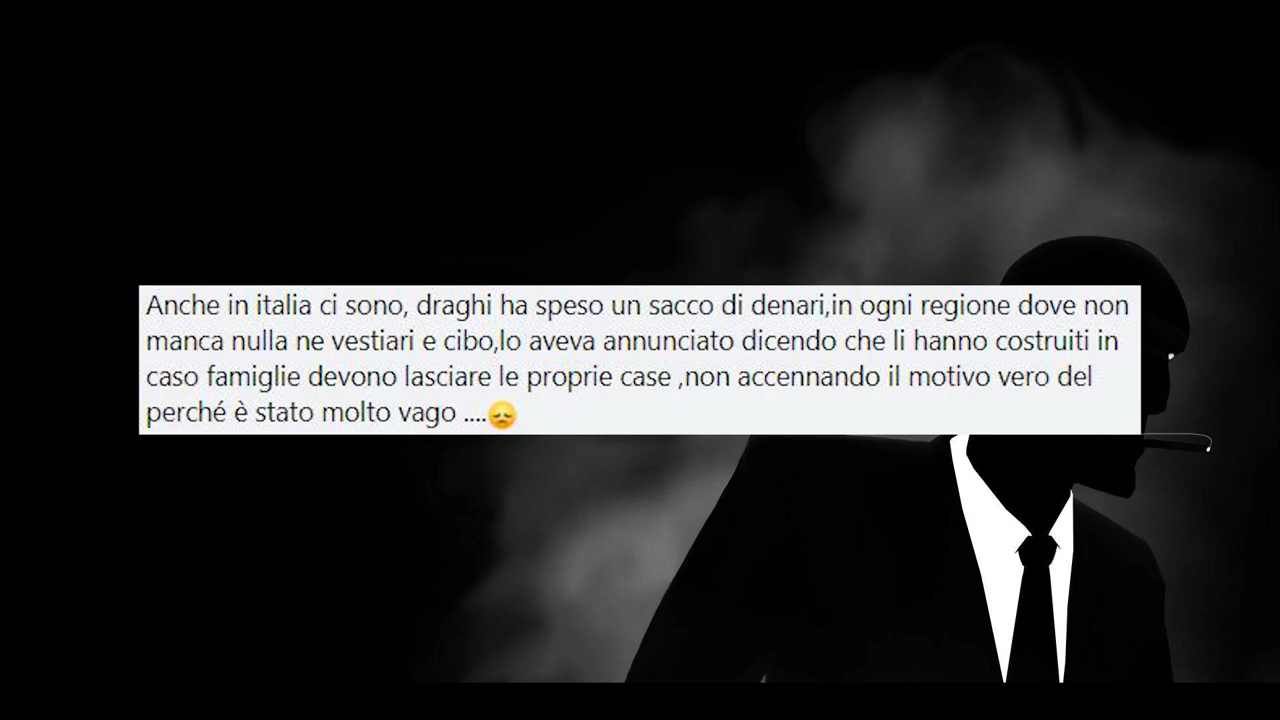 Anche in italia ci sono, draghi ha speso un sacco di denari,in ogni regione dove non
manca nulla ne vestiari e cibo,lo aveva annunciato dicendo che li hanno costruiti in
caso famiglie devono lasciare le proprie case ,non accennando il motivo vero del
perché è stato molto vago ....😞